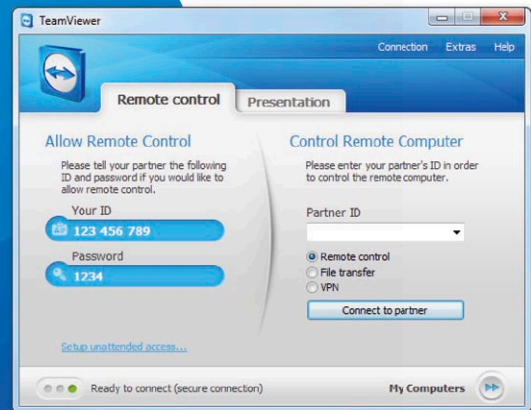 TeamViewer
Connection Extras Help
Remote control
Presentation
Allow Remote Control
Please tell your partner the following
ID and password if you would like to
allow remote control.
Your ID
123 456 789
Password
1234
Setup unattended access...
Control Remote Computer
Please enter your partner's ID in order
to control the remote computer.
Partner ID
Remote control
File transfer
VPN
Connect to partner
Ready to connect (secure connection)
My Computers